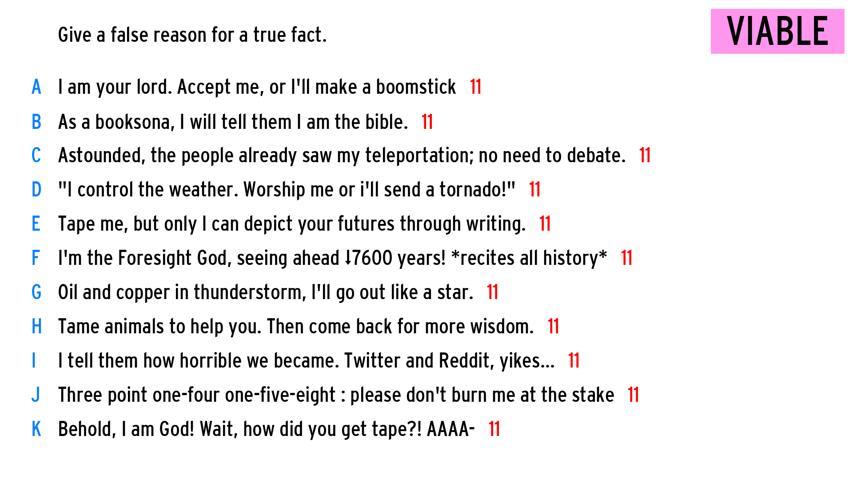 Give a false reason for a true fact.
VIABLE
A I am your lord. Accept me, or I'll make a boomstick 11
B As a booksona, I will tell them I am the bible. 11
C Astounded, the people already saw my teleportation; no need to debate. 11
D "I control the weather. Worship me or i'll send a tornado!" 11
E Tape me, but only I can depict your futures through writing. 11
F I'm the Foresight God, seeing ahead ↓7600 years! *recites all history* 11
G Oil and copper in thunderstorm, I'll go out like a star. 11
H Tame animals to help you. Then come back for more wisdom. 11
I I tell them how horrible we became. Twitter and Reddit, yikes... 11
J Three point one-four one-five-eight : please don't burn me at the stake 11
K Behold, I am God! Wait, how did you get tape?! AAAA- 11